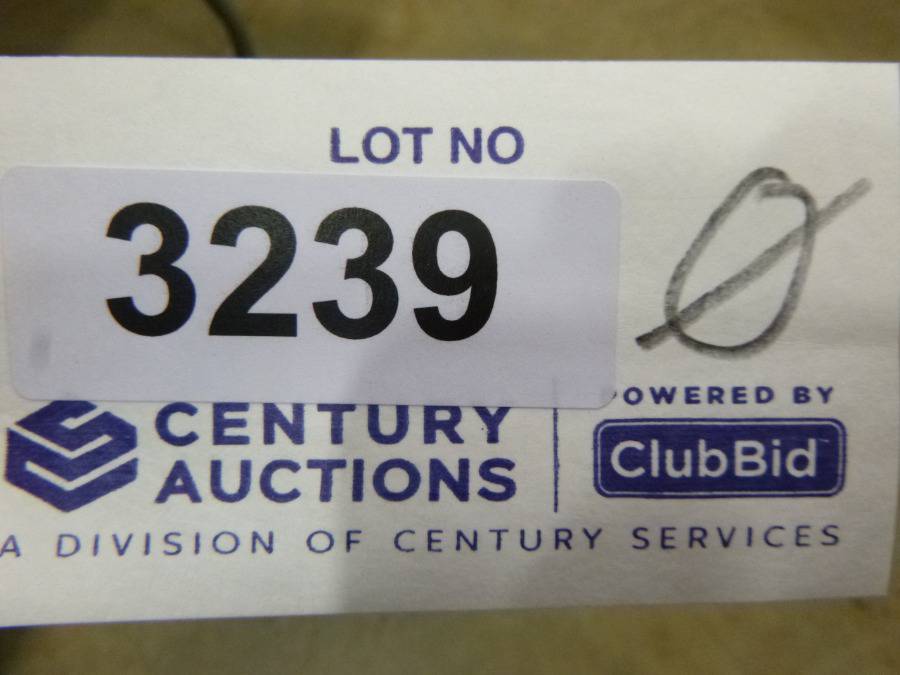 LOT NO
3239 Ø
CENTURY
AUCTIONS
POWERED BY
ClubBid
A DIVISION OF CENTURY SERVICES